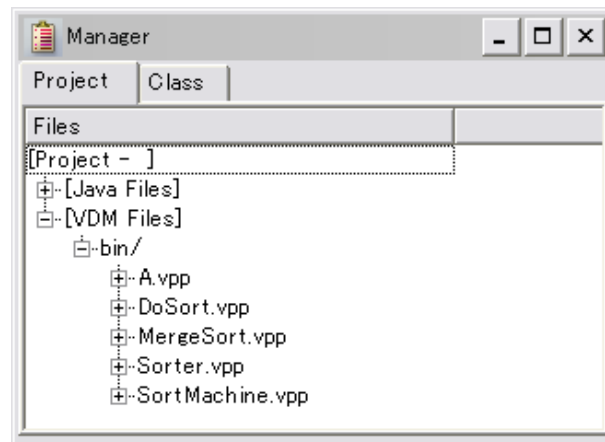 Manager
Project Class
Files
[Project - ]
[Java Files]
[VDM Files]
bin/
A.vpp
DoSort.vpp
MergeSort.vpp
Sorter.vpp
SortMachine.vpp